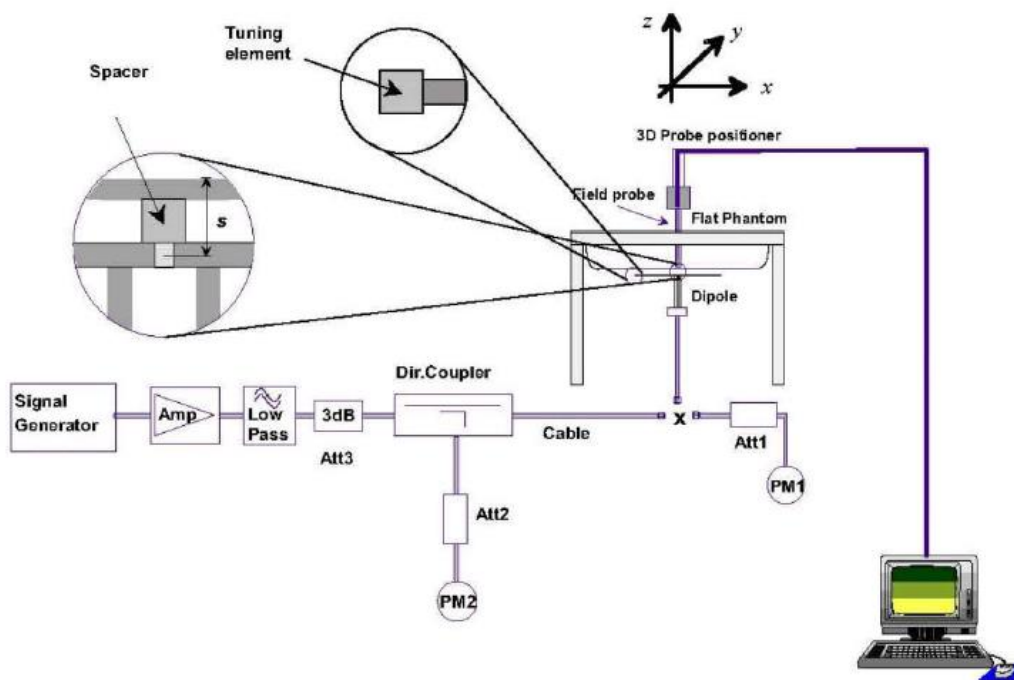 Tuning
element
Spacer
s
z
y
x
3D Probe positioner
Field probe
Flat Phantom
Dipole
Dir.Coupler
Signal
Generator
Amp
Low
Pass
3dB
Att3
Cable
x
Att1
PM1
Att2
PM2